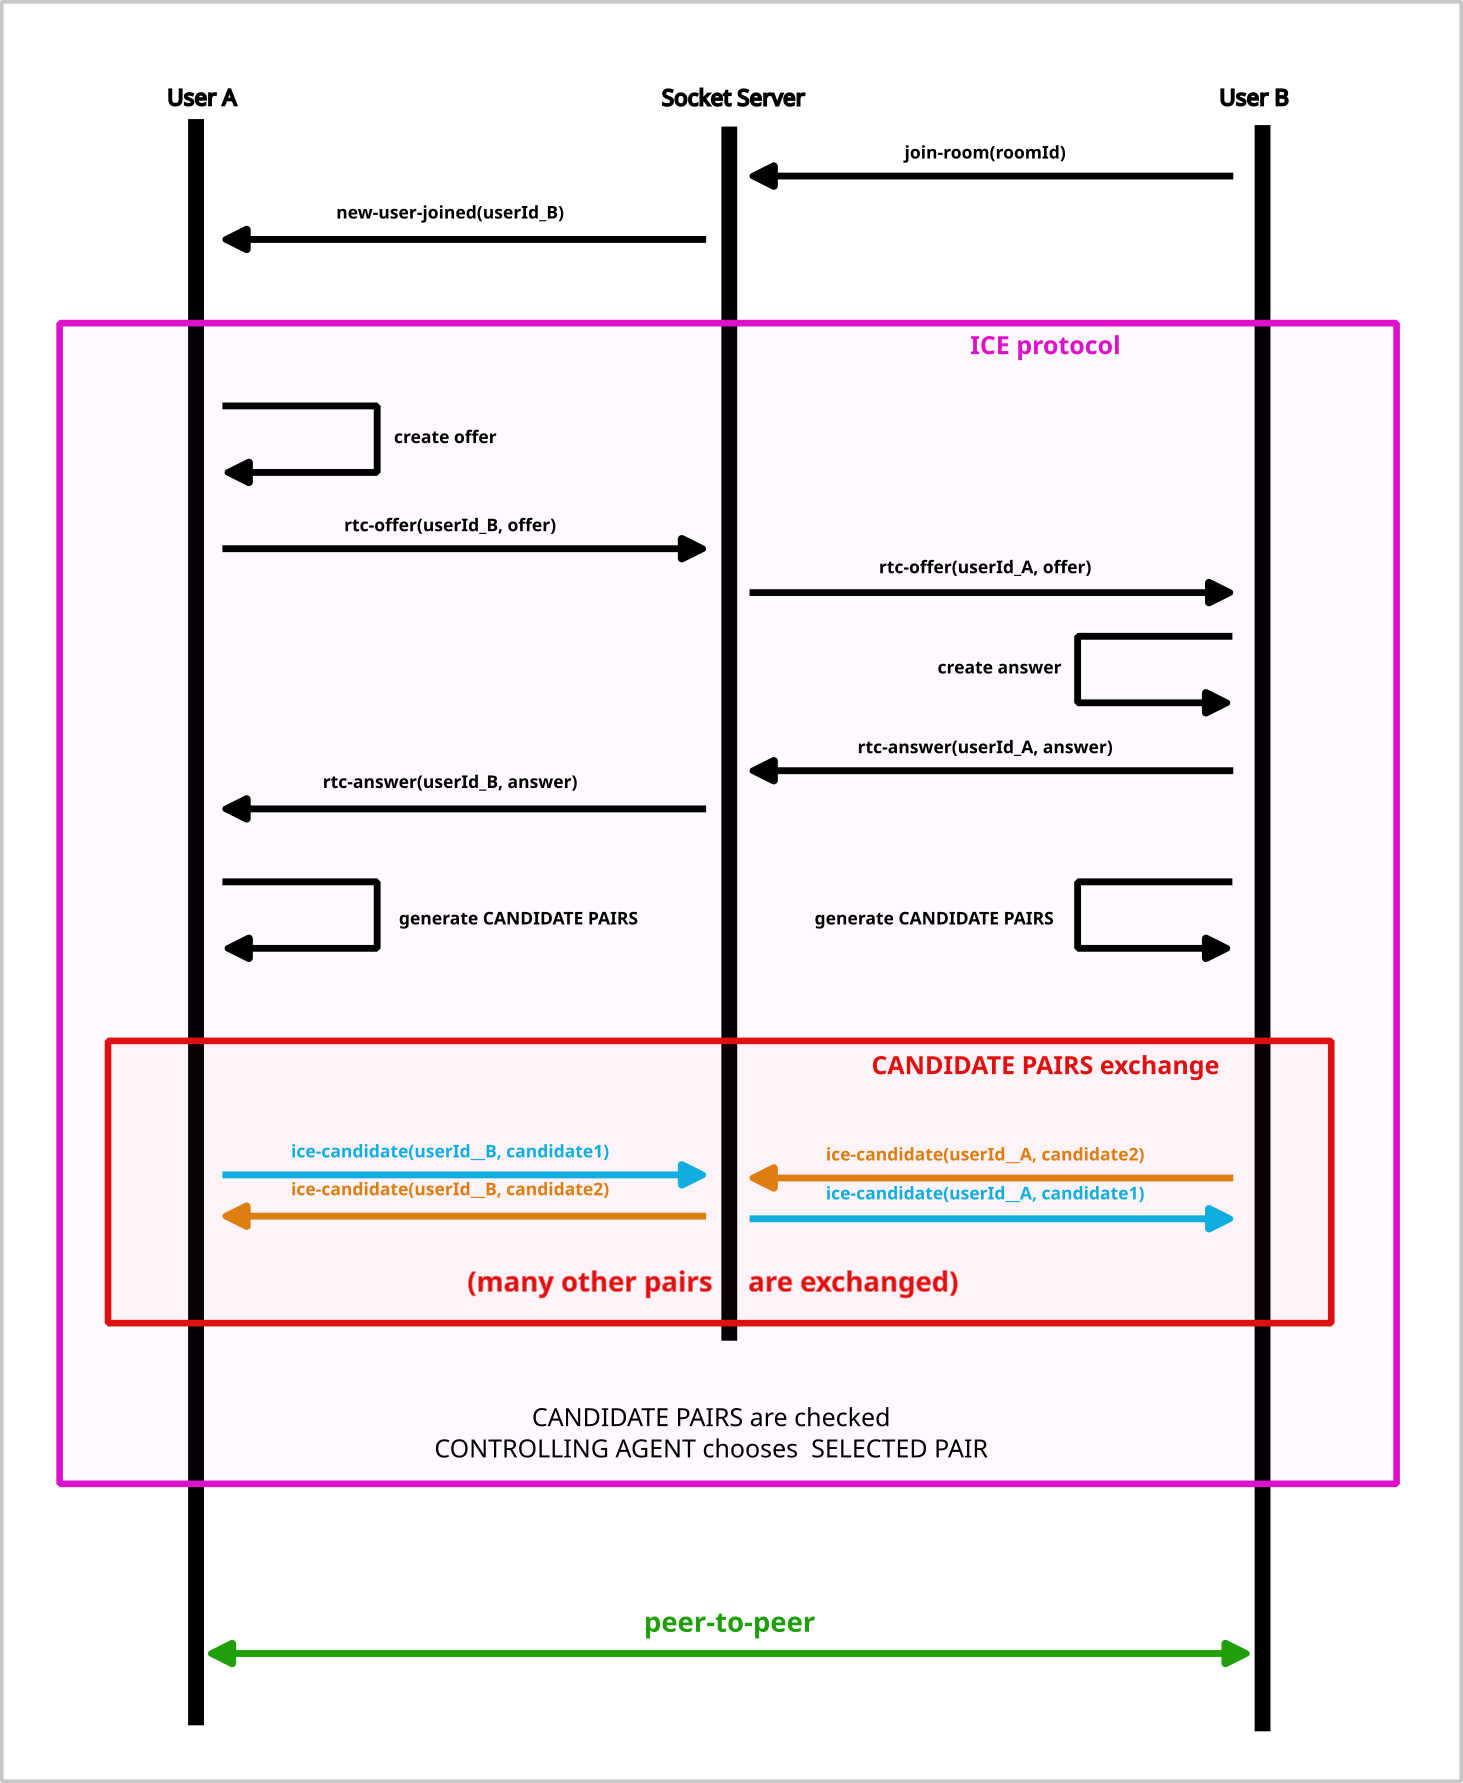 User A
Socket Server
User B
join-room(roomId)
new-user-joined(userId_B)
ICE protocol
create offer
rtc-offer(userId_B, offer)
rtc-offer(userId_A, offer)
create answer
rtc-answer(userId_A, answer)
rtc-answer(userId_B, answer)
generate CANDIDATE PAIRS
generate CANDIDATE PAIRS
CANDIDATE PAIRS exchange
ice-candidate(userId__B, candidate1)
ice-candidate(userId__A, candidate2)
ice-candidate(userId__B, candidate2)
ice-candidate(userId__A, candidate1)
(many other pairs are exchanged)
CANDIDATE PAIRS are checked
CONTROLLING AGENT chooses SELECTED PAIR
peer-to-peer